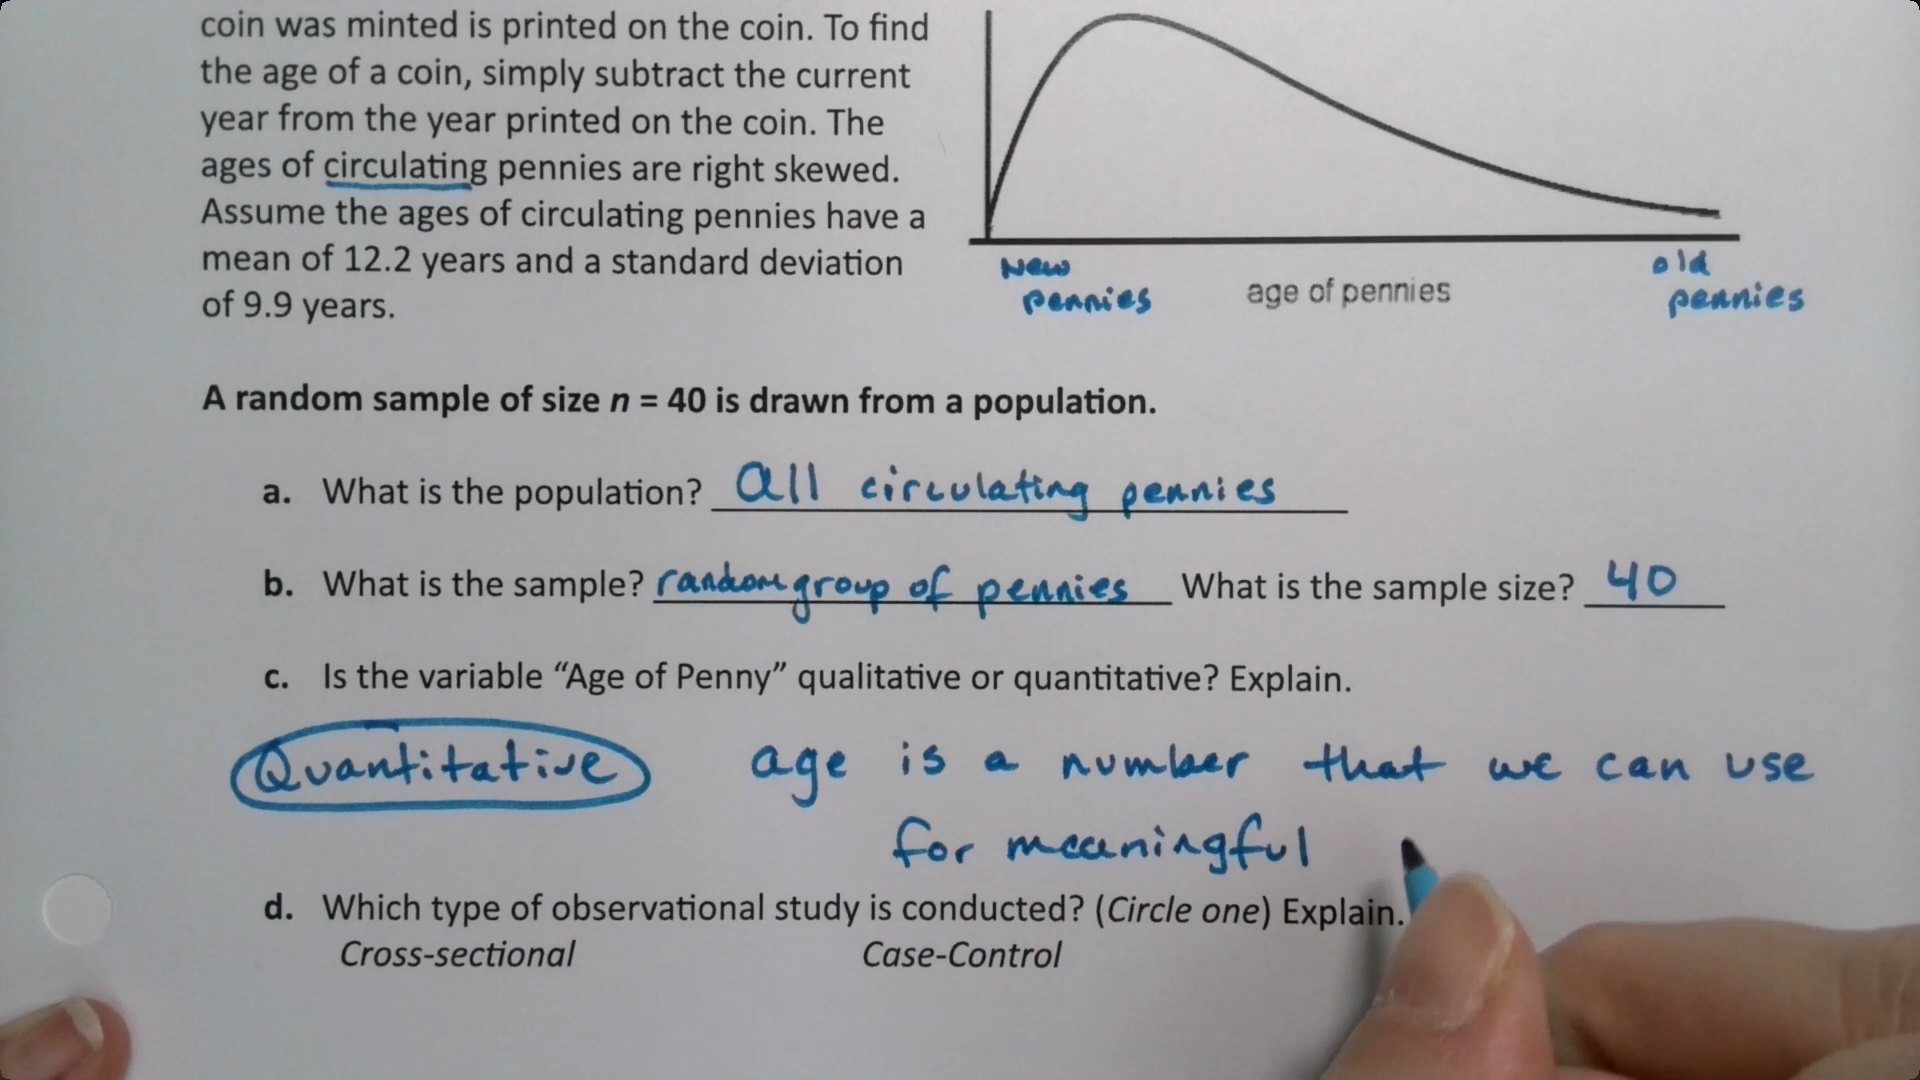 coin was minted is printed on the coin. To find
the age of a coin, simply subtract the current
year from the year printed on the coin. The
ages of circulating pennies are right skewed.
Assume the ages of circulating pennies have a
mean of 12.2 years and a standard deviation
of 9.9 years.
New
pennies
age of pennies
old
pennies
A random sample of size n = 40 is drawn from a population.
a. What is the population? all circulating pennies
b. What is the sample? random group of pennies What is the sample size? 40
c. Is the variable “Age of Penny” qualitative or quantitative? Explain.
Quantitative age is a number that we can use
for meaningful
d. Which type of observational study is conducted? (Circle one) Explain.
Cross-sectional Case-Control